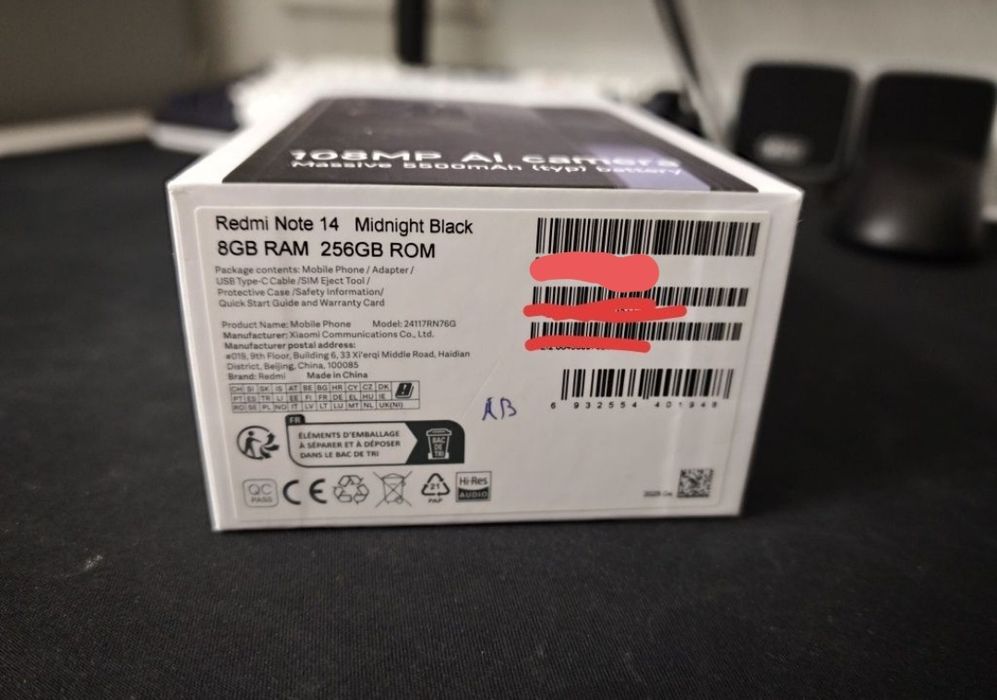 108MP AI camera
Massive 5500mAh (typ) battery
Redmi Note 14 Midnight Black
8GB RAM 256GB ROM
Package contents: Mobile Phone / Adapter /
USB Type-C Cable /SIM Eject Tool /
Protective Case /Safety Information/
Quick Start Guide and Warranty Card
Product Name: Mobile Phone Model: 24117RN76G
Manufacturer: Xiaomi Communications Co., Ltd.
Manufacturer postal address:
#019, 9th Floor, Building 6, 33 Xi'erqi Middle Road, Haidian
District, Beijing, China, 100085
Brand: Redmi Made in China
CH SI SK IS AT BE BG HR CY CZ DK
PT ES TR LI EE FI FR DE EL HU IE
RO SE PL NO IT LV LT LU MT NL UK(NI)
FR
ÉLÉMENTS D'EMBALLAGE
À SÉPARER ET À DÉPOSER
DANS LE BAC DE TRI
BAC
DE
TRI
QC
PASS
CE
21
PAP
Hi-Res
AUDIO
AB
6 932554 401948